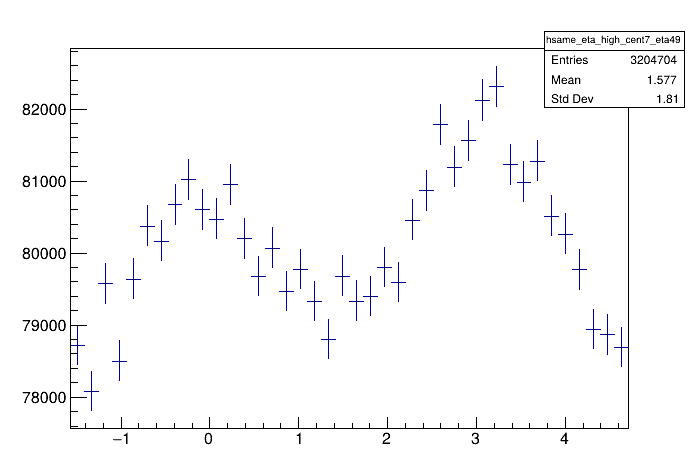 hsame_eta_high_cent7_eta49
Entries 3204704
Mean 1.577
Std Dev 1.81
82000
81000
80000
79000
78000
−1 0 1 2 3 4